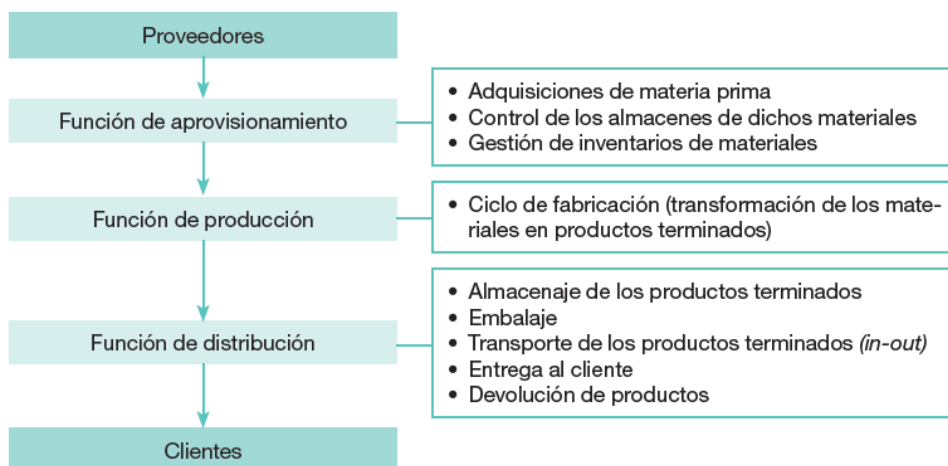 Proveedores
Función de aprovisionamiento
• Adquisiciones de materia prima
• Control de los almacenes de dichos materiales
• Gestión de inventarios de materiales
Función de producción
• Ciclo de fabricación (transformación de los mate-
riales en productos terminados)
Función de distribución
• Almacenaje de los productos terminados
• Embalaje
• Transporte de los productos terminados (in-out)
• Entrega al cliente
• Devolución de productos
Clientes